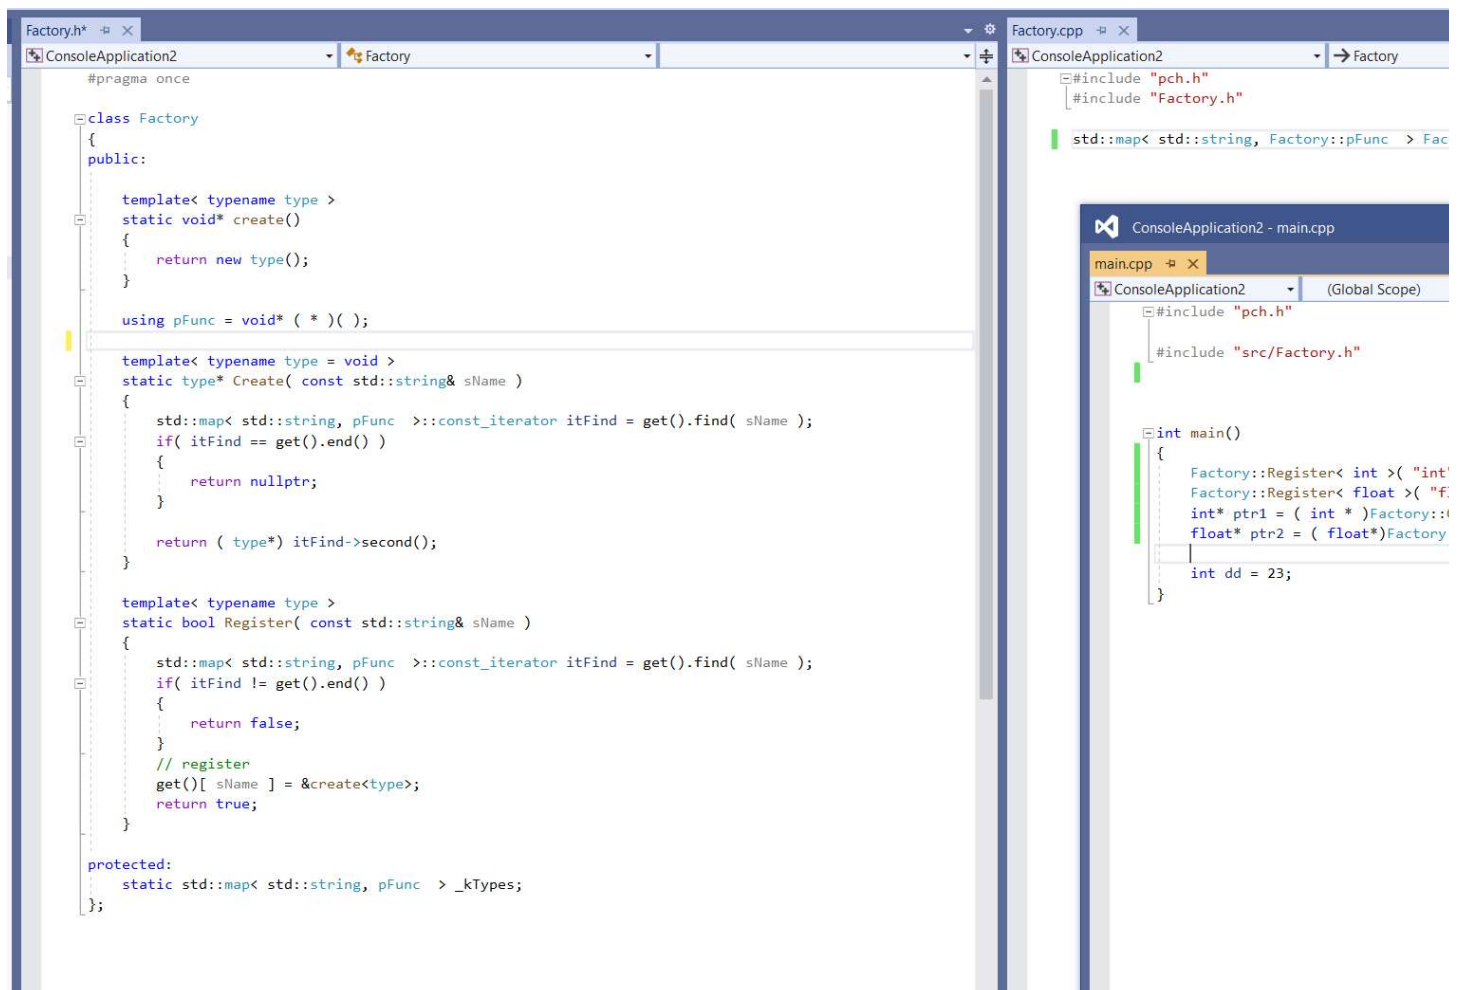 Factory.h*
ConsoleApplication2
Factory
#pragma once
class Factory
{
public:
template< typename type >
static void* create()
{
return new type();
}
using pFunc = void* ( * )( );
template< typename type = void >
static type* Create( const std::string& sName )
{
std::map< std::string, pFunc  >::const_iterator itFind = get().find( sName );
if( itFind == get().end() )
{
return nullptr;
}
return ( type*) itFind->second();
}
template< typename type >
static bool Register( const std::string& sName )
{
std::map< std::string, pFunc  >::const_iterator itFind = get().find( sName );
if( itFind != get().end() )
{
return false;
}
// register
get()[ sName ] = &create<type>;
return true;
}
protected:
static std::map< std::string, pFunc  > _kTypes;
};
Factory.cpp
ConsoleApplication2
Factory
#include "pch.h"
#include "Factory.h"
std::map< std::string, Factory::pFunc  > Fac
ConsoleApplication2 - main.cpp
main.cpp
ConsoleApplication2
(Global Scope)
#include "pch.h"
#include "src/Factory.h"
int main()
{
Factory::Register< int >( "int"
Factory::Register< float >( "f
int* ptr1 = ( int * )Factory::
float* ptr2 = ( float*)Factory
int dd = 23;
}